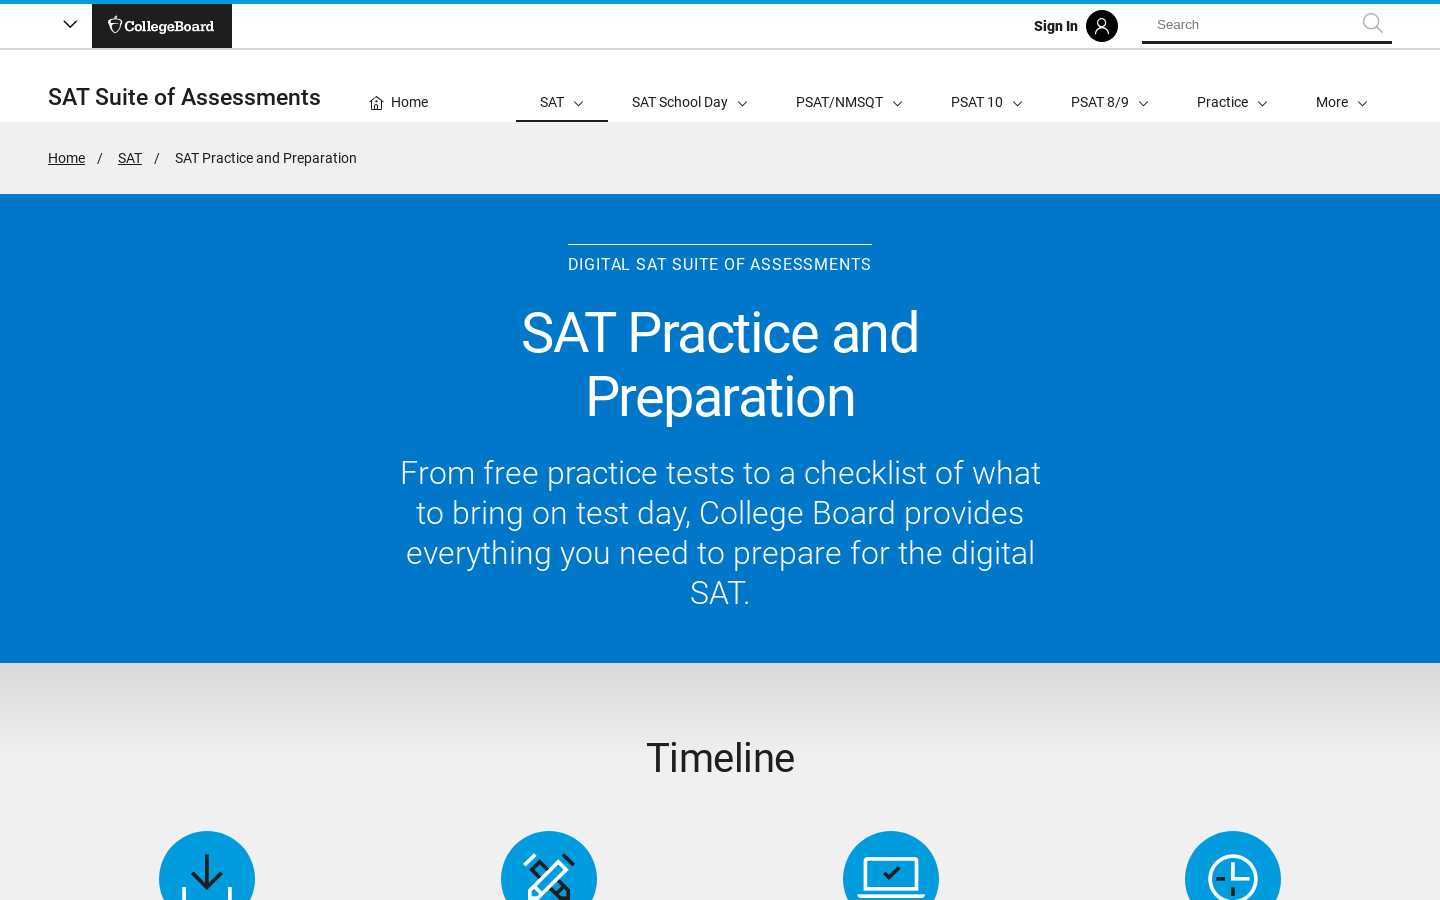 CollegeBoard
Sign In
Search
SAT Suite of Assessments
Home
SAT
SAT School Day
PSAT/NMSQT
PSAT 10
PSAT 8/9
Practice
More
Home / SAT / SAT Practice and Preparation
DIGITAL SAT SUITE OF ASSESSMENTS
SAT Practice and
Preparation
From free practice tests to a checklist of what
to bring on test day, College Board provides
everything you need to prepare for the digital
SAT.
Timeline